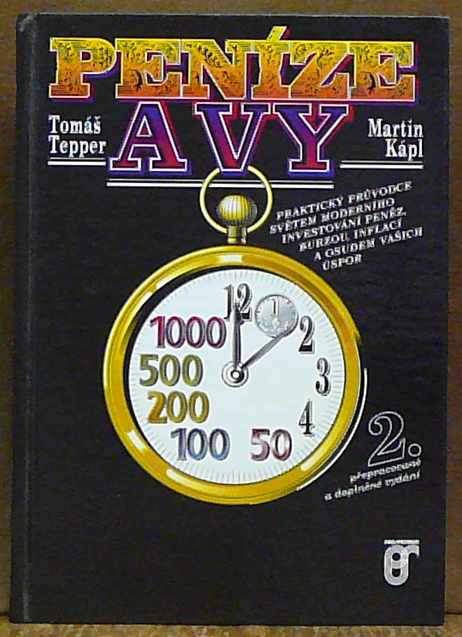 PENÍZE
A VY
Tomáš
Tepper
Martin
Kápl
PRAKTICKÝ PRŮVODCE
SVĚTEM MODERNÍHO
INVESTOVÁNÍ PENĚZ,
BURZOU, INFLACÍ
A OSUDEM VAŠICH
ÚSPOR
12
1
2
3
4
50
100
200
500
1000
2.
přepracované
a doplněné vydání